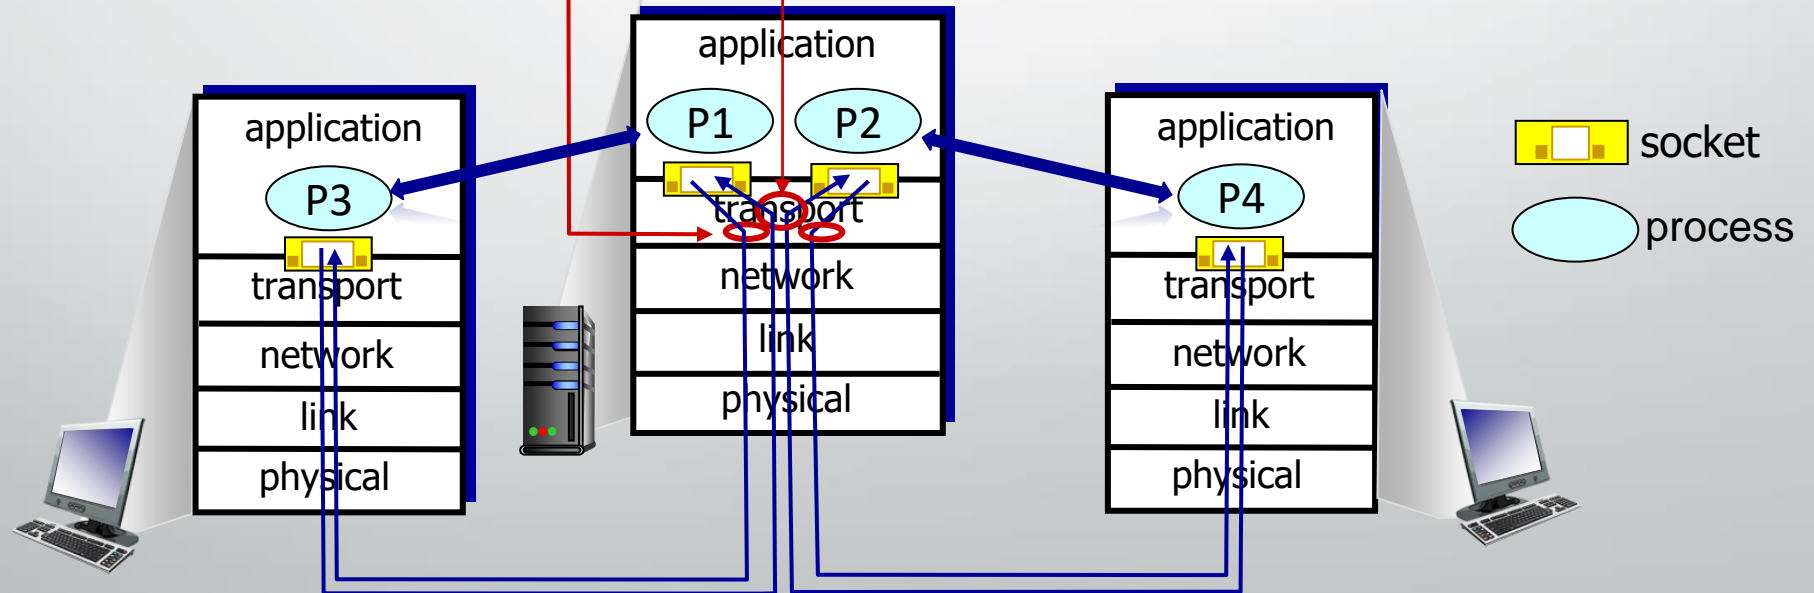 application
P1
P2
transport
network
link
physical
application
P3
transport
network
link
physical
application
P4
transport
network
link
physical
socket
process